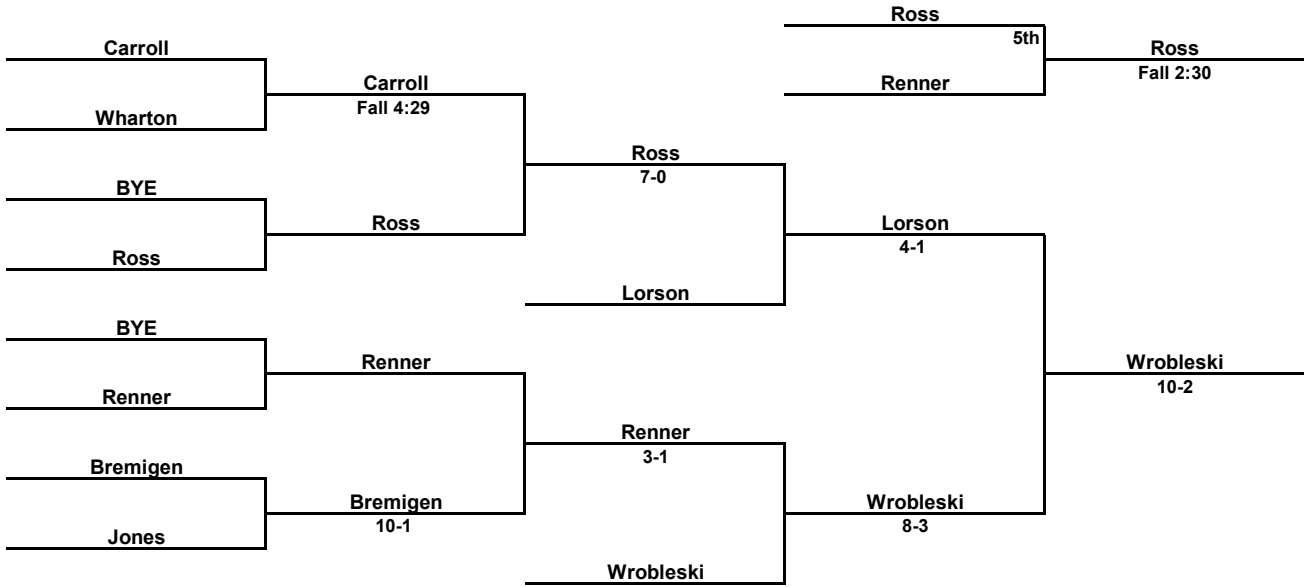 Ross
5th
Ross
Fall 2:30
Renner
Carroll
Carroll
Fall 4:29
Wharton
Ross
7-0
BYE
Ross
Ross
Lorson
4-1
Lorson
BYE
Renner
Renner
Wrobleski
10-2
Renner
3-1
Bremigen
Bremigen
10-1
Jones
Wrobleski
8-3
Wrobleski